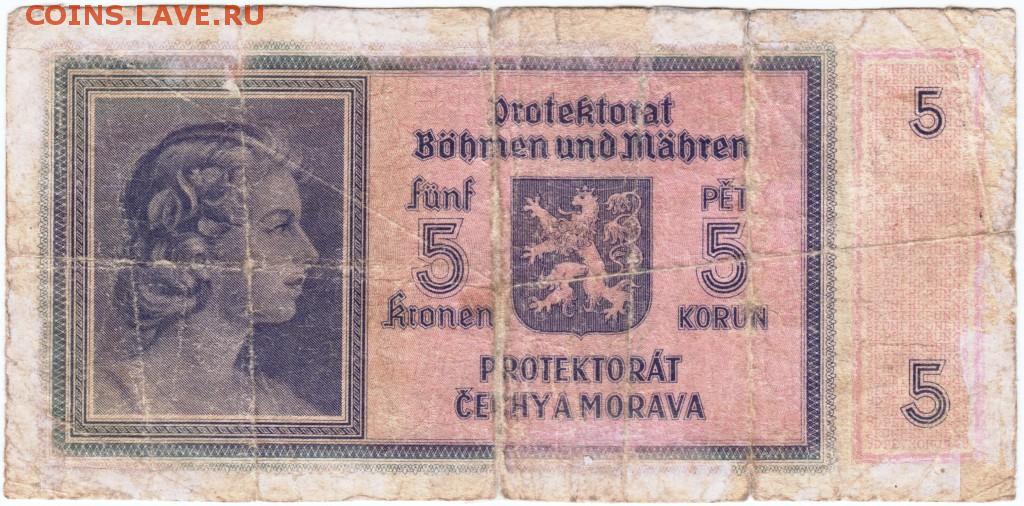 COINS.LAVE.RU
Protektorat
Böhmen und Mähren
fünf
PĚT
5
5
kronen
KORUN
PROTEKTORÁT
ČECHY A MORAVA
5
5